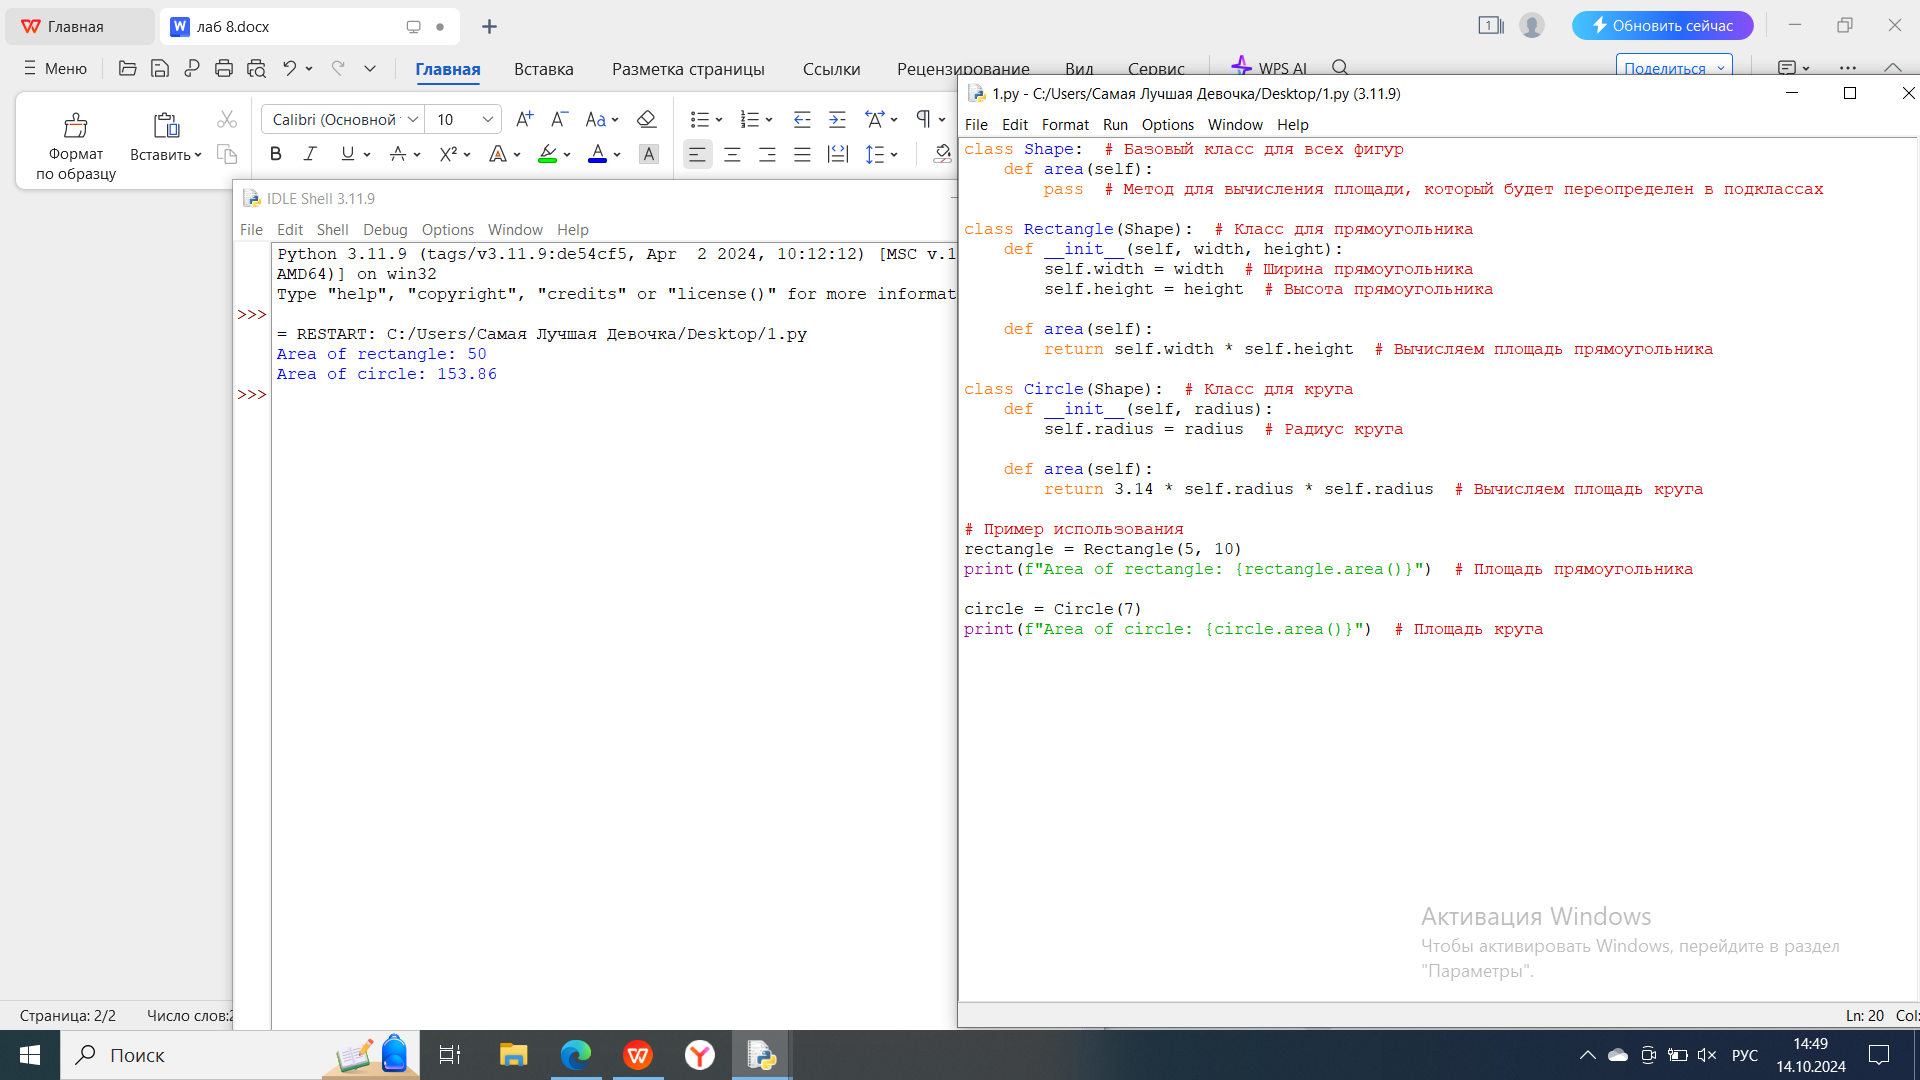 Главная
лаб 8.docx
1
Обновить сейчас
Меню
Главная Вставка Разметка страницы Ссылки Рецензирование Вид Сервис WPS AI
Поделиться
Формат
по образцу
Вставить
Calibri (Основной 10
IDLE Shell 3.11.9
File Edit Shell Debug Options Window Help
Python 3.11.9 (tags/v3.11.9:de54cf5, Apr  2 2024, 10:12:12) [MSC v.1
AMD64)] on win32
Type "help", "copyright", "credits" or "license()" for more informat
>>>
= RESTART: C:/Users/Самая Лучшая Девочка/Desktop/1.py
Area of rectangle: 50
Area of circle: 153.86
>>>
1.py - C:/Users/Самая Лучшая Девочка/Desktop/1.py (3.11.9)
File Edit Format Run Options Window Help
class Shape:  # Базовый класс для всех фигур
    def area(self):
        pass  # Метод для вычисления площади, который будет переопределен в подклассах
class Rectangle(Shape):  # Класс для прямоугольника
    def __init__(self, width, height):
        self.width = width  # Ширина прямоугольника
        self.height = height  # Высота прямоугольника
    def area(self):
        return self.width * self.height  # Вычисляем площадь прямоугольника
class Circle(Shape):  # Класс для круга
    def __init__(self, radius):
        self.radius = radius  # Радиус круга
    def area(self):
        return 3.14 * self.radius * self.radius  # Вычисляем площадь круга
# Пример использования
rectangle = Rectangle(5, 10)
print(f"Area of rectangle: {rectangle.area()}")  # Площадь прямоугольника
circle = Circle(7)
print(f"Area of circle: {circle.area()}")  # Площадь круга
Активация Windows
Чтобы активировать Windows, перейдите в раздел
"Параметры".
Ln: 20 Col:
Страница: 2/2 Число слов:2
Поиск
РУС
14:49
14.10.2024